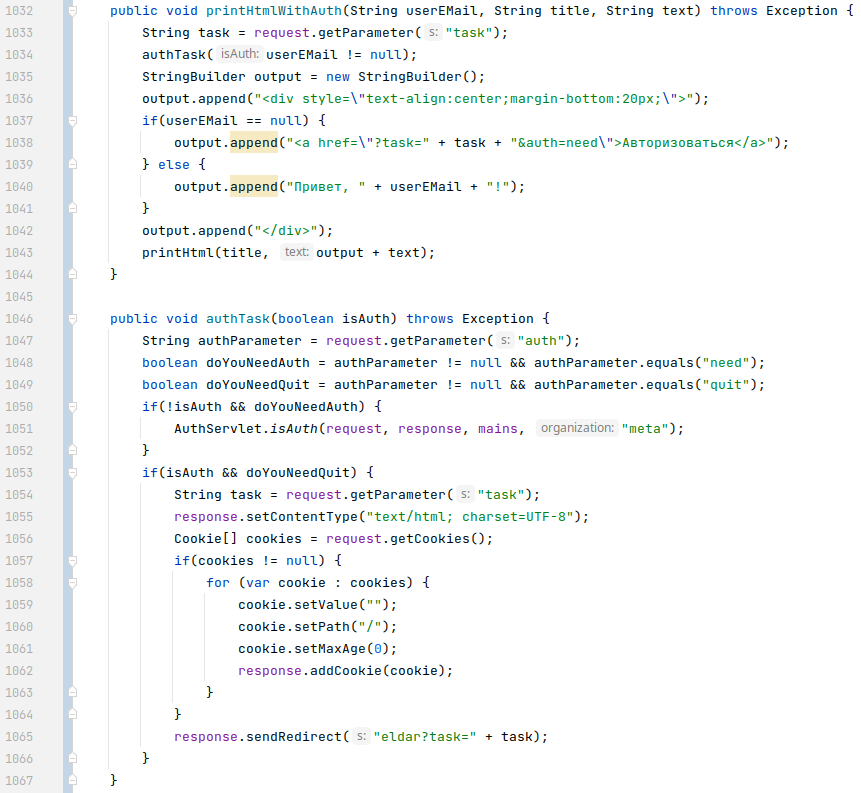 1032 public void printHtmlWithAuth(String userEMail, String title, String text) throws Exception {
1033 String task = request.getParameter( s: "task");
1034 authTask( isAuth: userEMail != null);
1035 StringBuilder output = new StringBuilder();
1036 output.append("<div style=\"text-align:center;margin-bottom:20px;\">");
1037 if(userEMail == null) {
1038 output.append("<a href=\"?task=" + task + "&auth=need\">Авторизоваться</a>");
1039 } else {
1040 output.append("Привет, " + userEMail + "!");
1041 }
1042 output.append("</div>");
1043 printHtml(title, text: output + text);
1044 }
1045
1046 public void authTask(boolean isAuth) throws Exception {
1047 String authParameter = request.getParameter( s: "auth");
1048 boolean doYouNeedAuth = authParameter != null && authParameter.equals("need");
1049 boolean doYouNeedQuit = authParameter != null && authParameter.equals("quit");
1050 if(!isAuth && doYouNeedAuth) {
1051 AuthServlet.isAuth(request, response, mains, organization: "meta");
1052 }
1053 if(isAuth && doYouNeedQuit) {
1054 String task = request.getParameter( s: "task");
1055 response.setContentType("text/html; charset=UTF-8");
1056 Cookie[] cookies = request.getCookies();
1057 if(cookies != null) {
1058 for (var cookie : cookies) {
1059 cookie.setValue("");
1060 cookie.setPath("/");
1061 cookie.setMaxAge(0);
1062 response.addCookie(cookie);
1063 }
1064 }
1065 response.sendRedirect( s: "eldar?task=" + task);
1066 }
1067 }